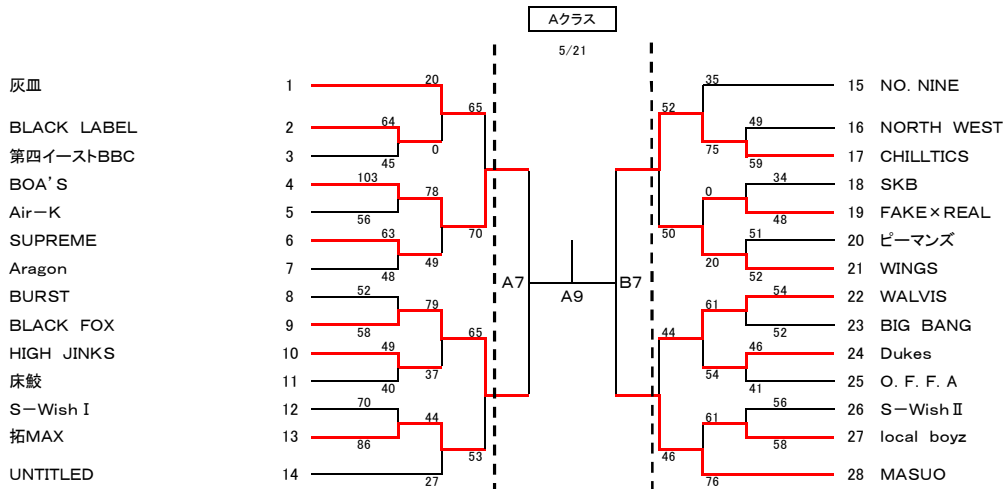 Aクラス
5/21
灰皿 1 20 35 15 NO. NINE
65 52
BLACK LABEL 2 64 49 16 NORTH WEST
第四イーストBBC 3 45 0 75 59 17 CHILLTICS
BOA'S 4 103 34 18 SKB
78 0
Air－K 5 56 48 19 FAKE×REAL
SUPREME 6 63 70 50 51 20 ピーマンズ
49 20
Aragon 7 48 52 21 WINGS
A7 A9 B7
BURST 8 52 54 22 WALVIS
79 61
BLACK FOX 9 58 52 23 BIG BANG
65 44
HIGH JINKS 10 49 46 24 Dukes
37 54
床鮫 11 40 41 25 O. F. F. A
S－WishⅠ 12 70 56 26 S－WishⅡ
44 61
拓MAX 13 86 58 27 local boyz
53 46
UNTITLED 14 27 76 28 MASUO